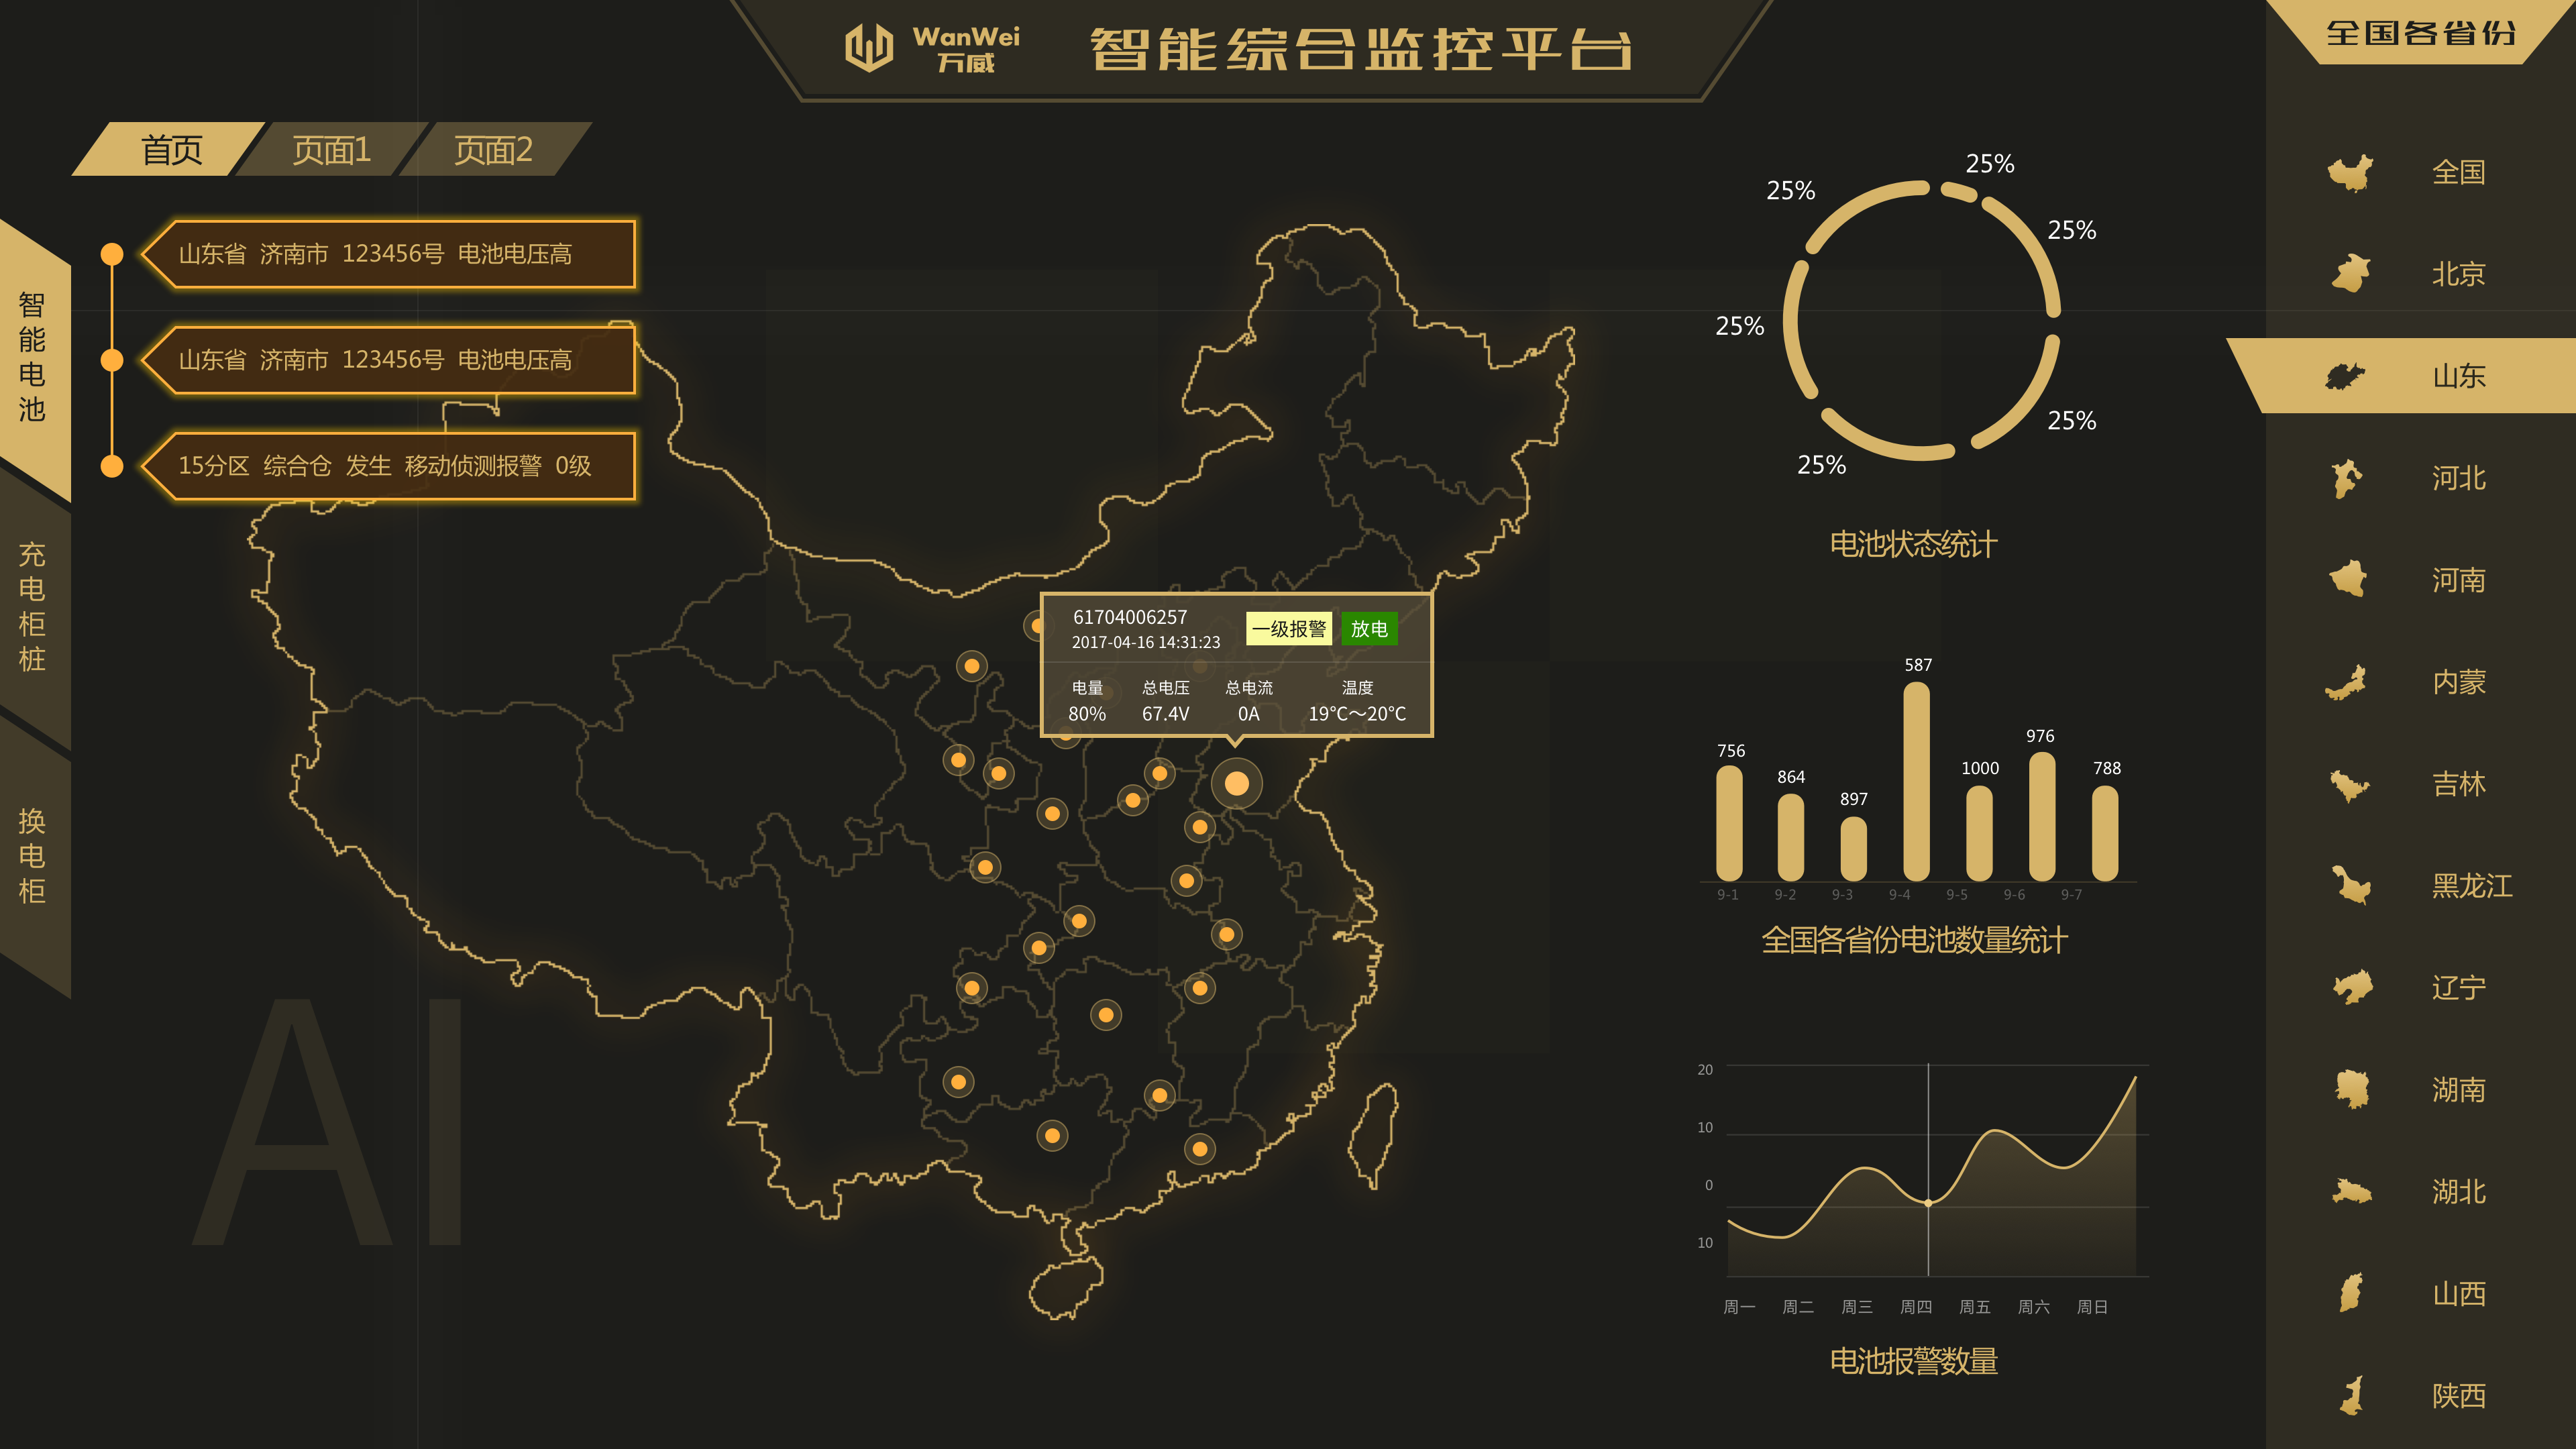 WanWei
万威
智能综合监控平台
全国各省份
首页
页面1
页面2
智能电池
充电柜桩
换电柜
山东省 济南市 123456号 电池电压高
山东省 济南市 123456号 电池电压高
15分区 综合仓 发生 移动侦测报警 0级
AI
61704006257
2017-04-16 14:31:23
一级报警
放电
电量 总电压 总电流 温度
80% 67.4V 0A 19℃～20℃
25%
25%
25%
25%
25%
25%
25%
电池状态统计
587
976
756
1000
788
864
897
9-1 9-2 9-3 9-4 9-5 9-6 9-7
全国各省份电池数量统计
20
10
0
10
周一 周二 周三 周四 周五 周六 周日
电池报警数量
全国
北京
山东
河北
河南
内蒙
吉林
黑龙江
辽宁
湖南
湖北
山西
陕西